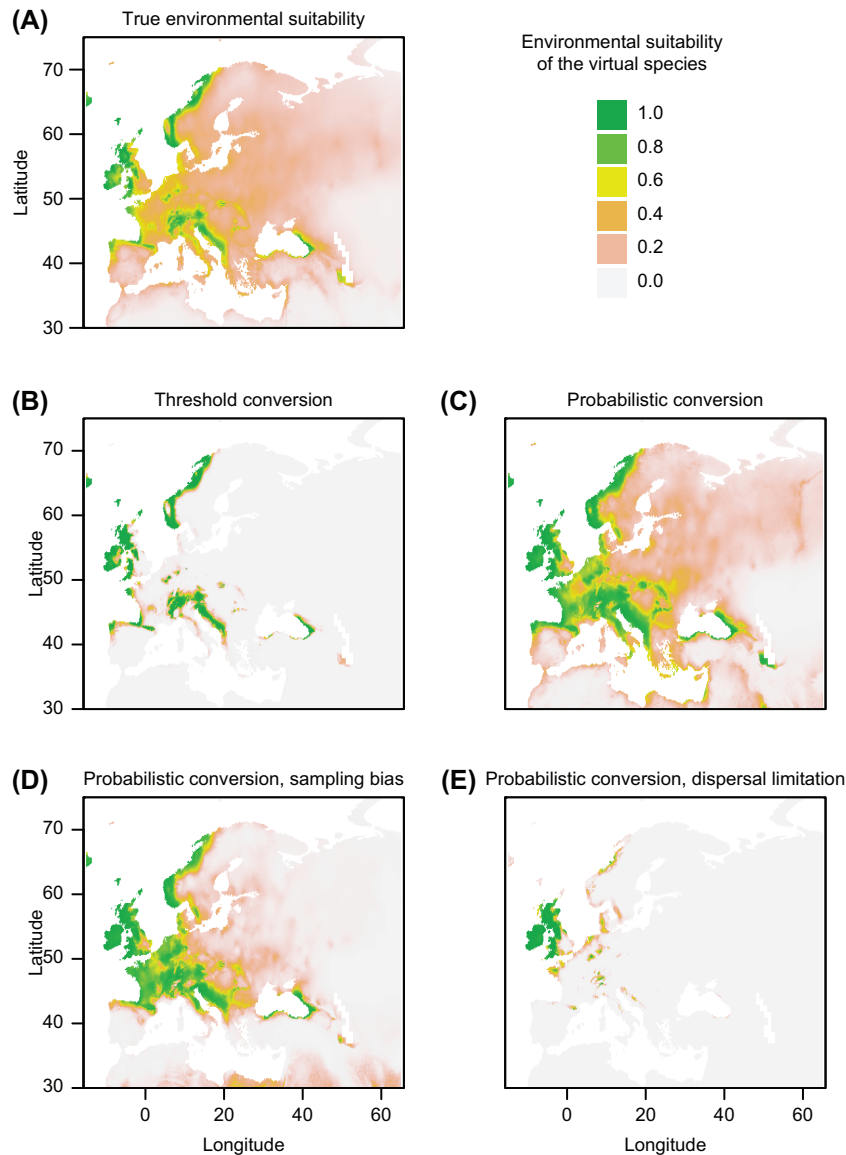 (A)
True environmental suitability
Environmental suitability
of the virtual species
1.0
0.8
0.6
0.4
0.2
0.0
70
60
50
40
30
Latitude
(B)
Threshold conversion
70
60
50
40
30
Latitude
(C)
Probabilistic conversion
(D)
Probabilistic conversion, sampling bias
70
60
50
40
30
Latitude
0
20
40
60
Longitude
(E)
Probabilistic conversion, dispersal limitation
0
20
40
60
Longitude